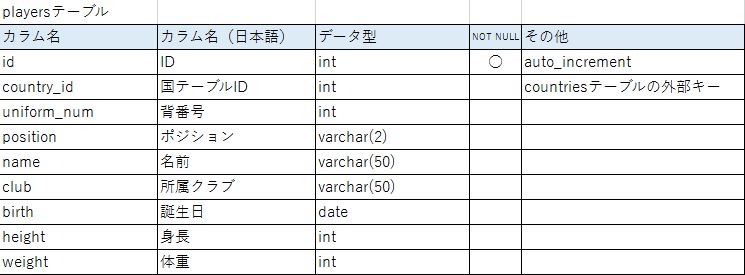 playersテーブル
カラム名 カラム名（日本語） データ型 NOT NULL その他
id ID int ○ auto_increment
country_id 国テーブルID int countriesテーブルの外部キー
uniform_num 背番号 int
position ポジション varchar(2)
name 名前 varchar(50)
club 所属クラブ varchar(50)
birth 誕生日 date
height 身長 int
weight 体重 int